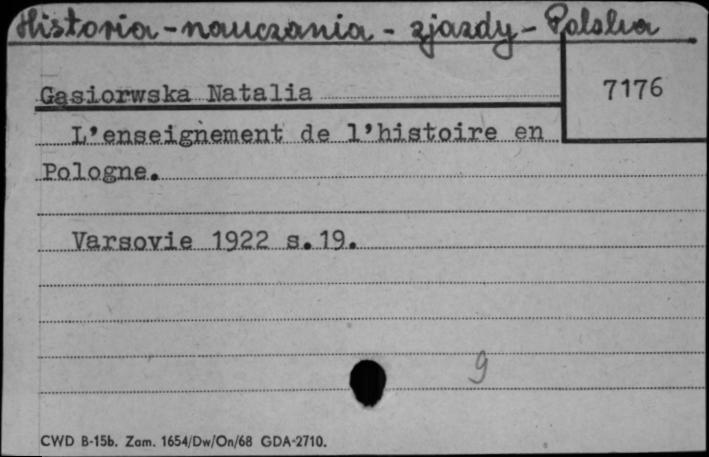 Historia - nauczania - zjazdy - Polska
Gąsiorwska Natalia
7176
L'enseignement de l'histoire en
Pologne.
Varsovie 1922 s.19.
9
CWD B-15b. Zam. 1654/Dw/On/68 GDA-2710.